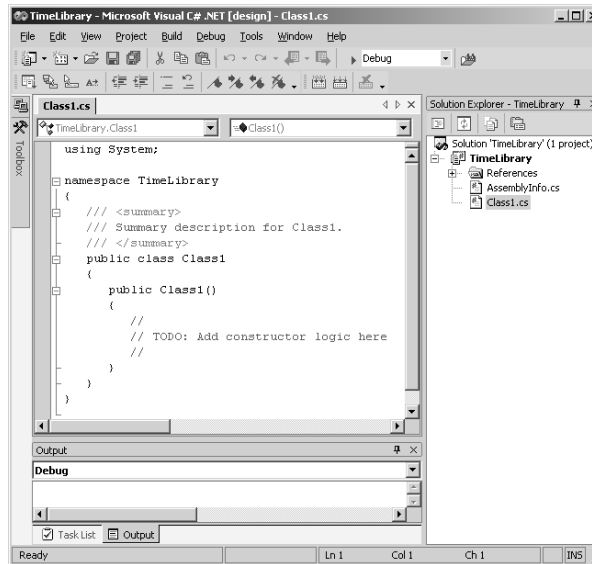 TimeLibrary - Microsoft Visual C# .NET [design] - Class1.cs
File Edit View Project Build Debug Tools Window Help
Debug
Class1.cs
TimeLibrary.Class1
Class1()
Toolbox
using System;
namespace TimeLibrary
{
/// <summary>
/// Summary description for Class1.
/// </summary>
public class Class1
{
public Class1()
{
//
// TODO: Add constructor logic here
//
}
}
}
Output
Debug
Task List Output
Solution Explorer - TimeLibrary
Solution 'TimeLibrary' (1 project)
TimeLibrary
References
AssemblyInfo.cs
Class1.cs
Ready Ln 1 Col 1 Ch 1 INS